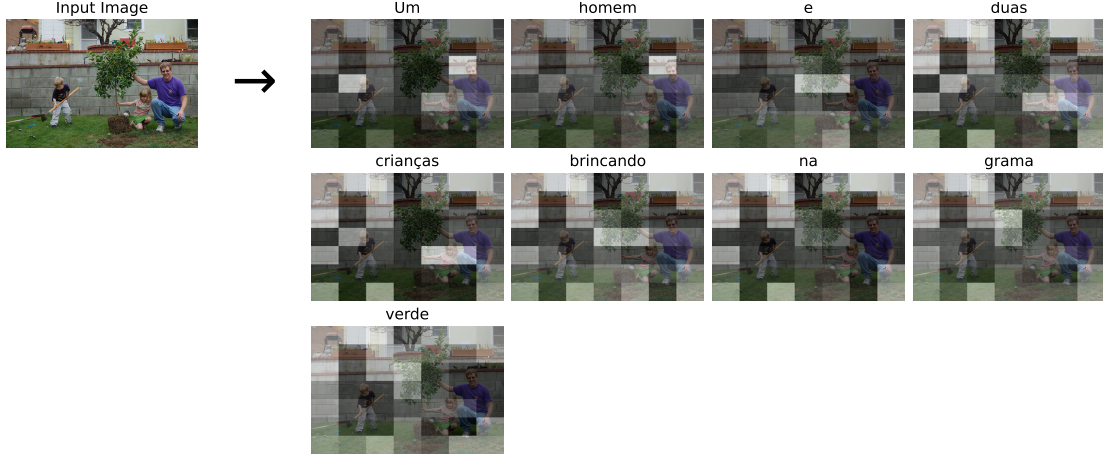 Input Image
→
Um homem e duas
crianças brincando na grama
verde